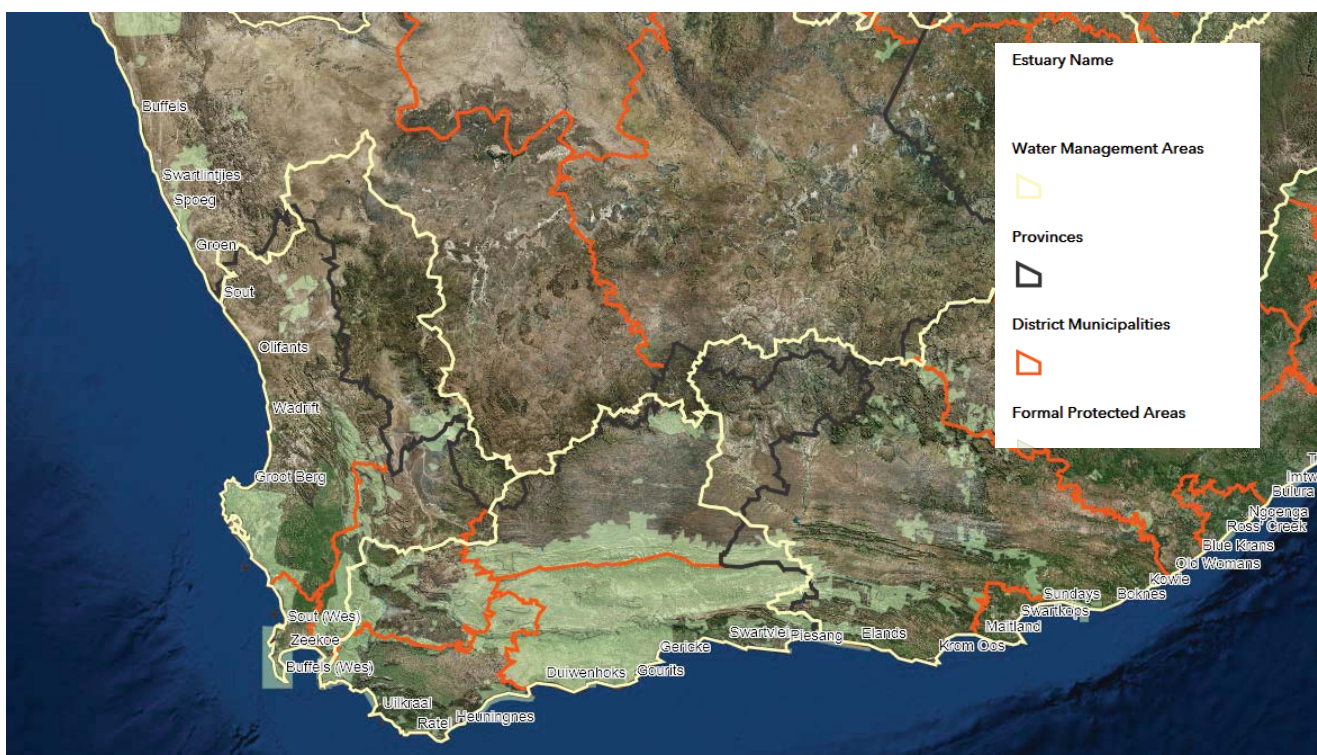 Estuary Name
Water Management Areas
Provinces
District Municipalities
Formal Protected Areas
Buffels
Swartlintjies
Spoeg
Groen
Sout
Olifants
Wadrift
Groot Berg
Sout (Wes)
Zeekoe
Buffels (Wes)
Uilkraal
Ratel
Heuningnes
Duiwenhoks
Gourits
Gericke
Swartvlei
Piesang
Elands
Krom Oos
Maitland
Swartkops
Sundays
Boknes
Kowie
Old Womans
Blue Krans
Ross' Creek
Nggenga
Bulura
Imtw